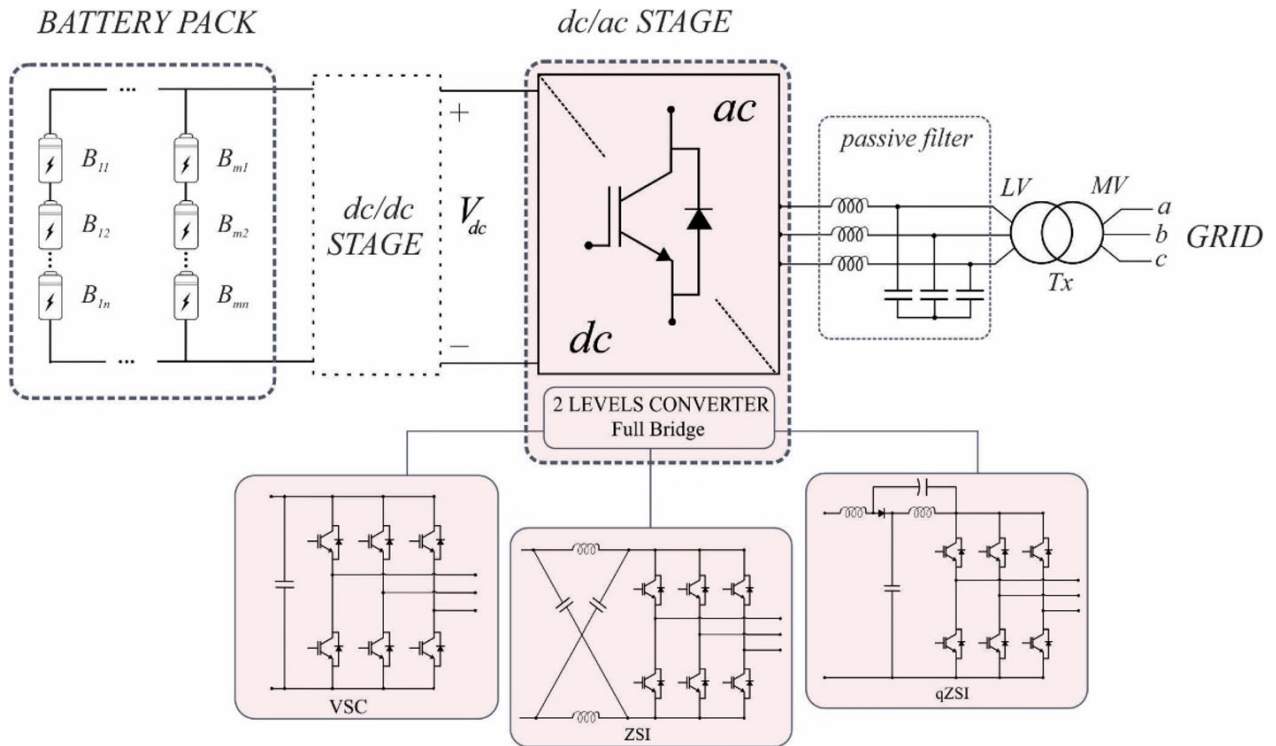 BATTERY PACK
dc/ac STAGE
B11
B12
B1n
Bm1
Bm2
Bmn
dc/dc
STAGE
+
Vdc
−
ac
dc
passive filter
LV
MV
Tx
a
b
c
GRID
2 LEVELS CONVERTER
Full Bridge
VSC
ZSI
qZSI